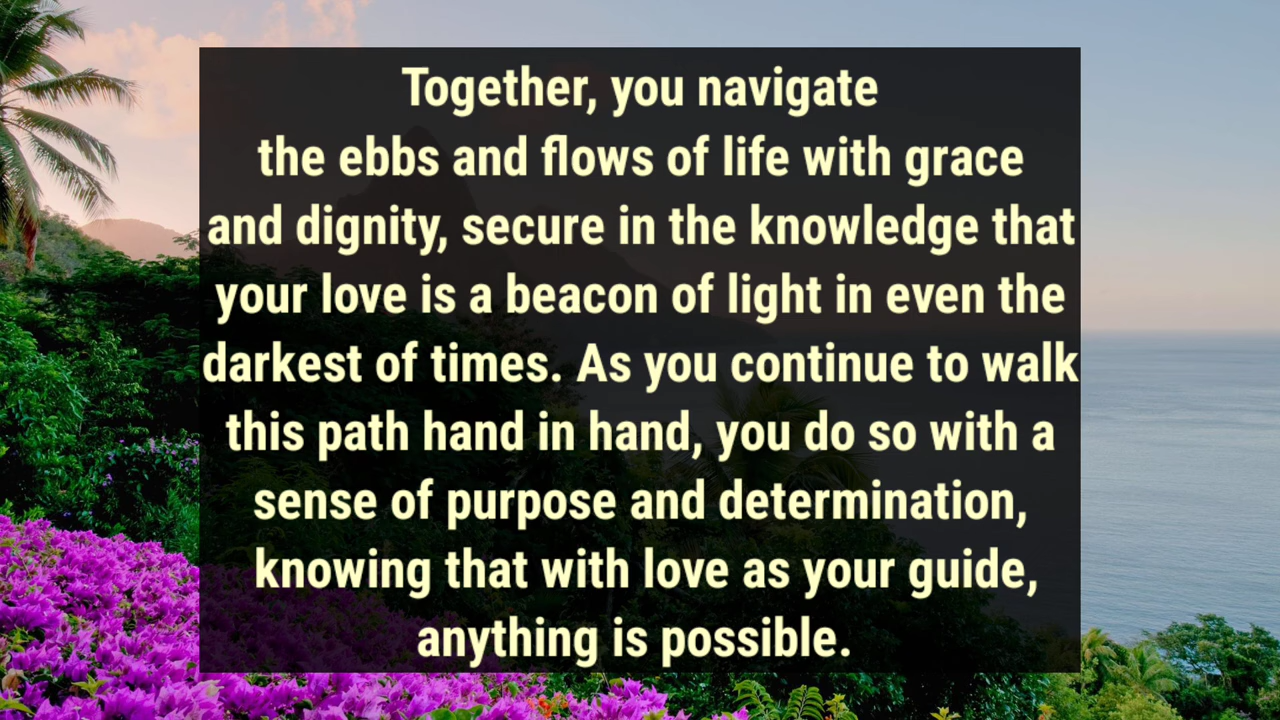 Together, you navigate
the ebbs and flows of life with grace
and dignity, secure in the knowledge that
your love is a beacon of light in even the
darkest of times. As you continue to walk
this path hand in hand, you do so with a
sense of purpose and determination,
knowing that with love as your guide,
anything is possible.